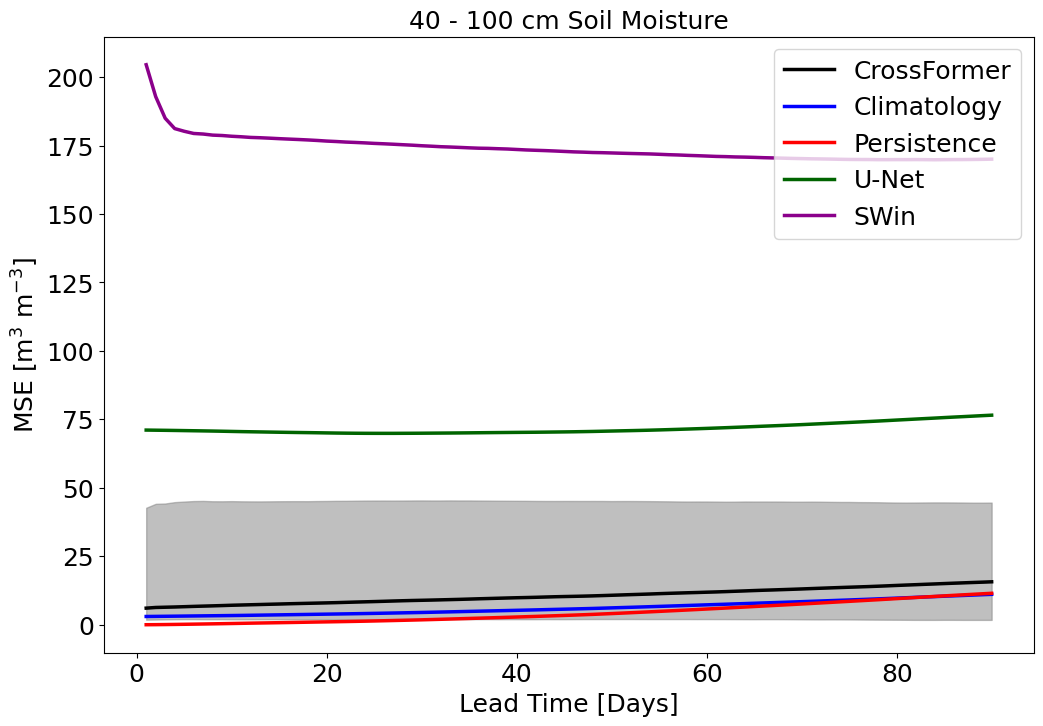 40 - 100 cm Soil Moisture
CrossFormer
Climatology
Persistence
U-Net
SWin
MSE [m³ m⁻³]
200
175
150
125
100
75
50
25
0
0 20 40 60 80
Lead Time [Days]